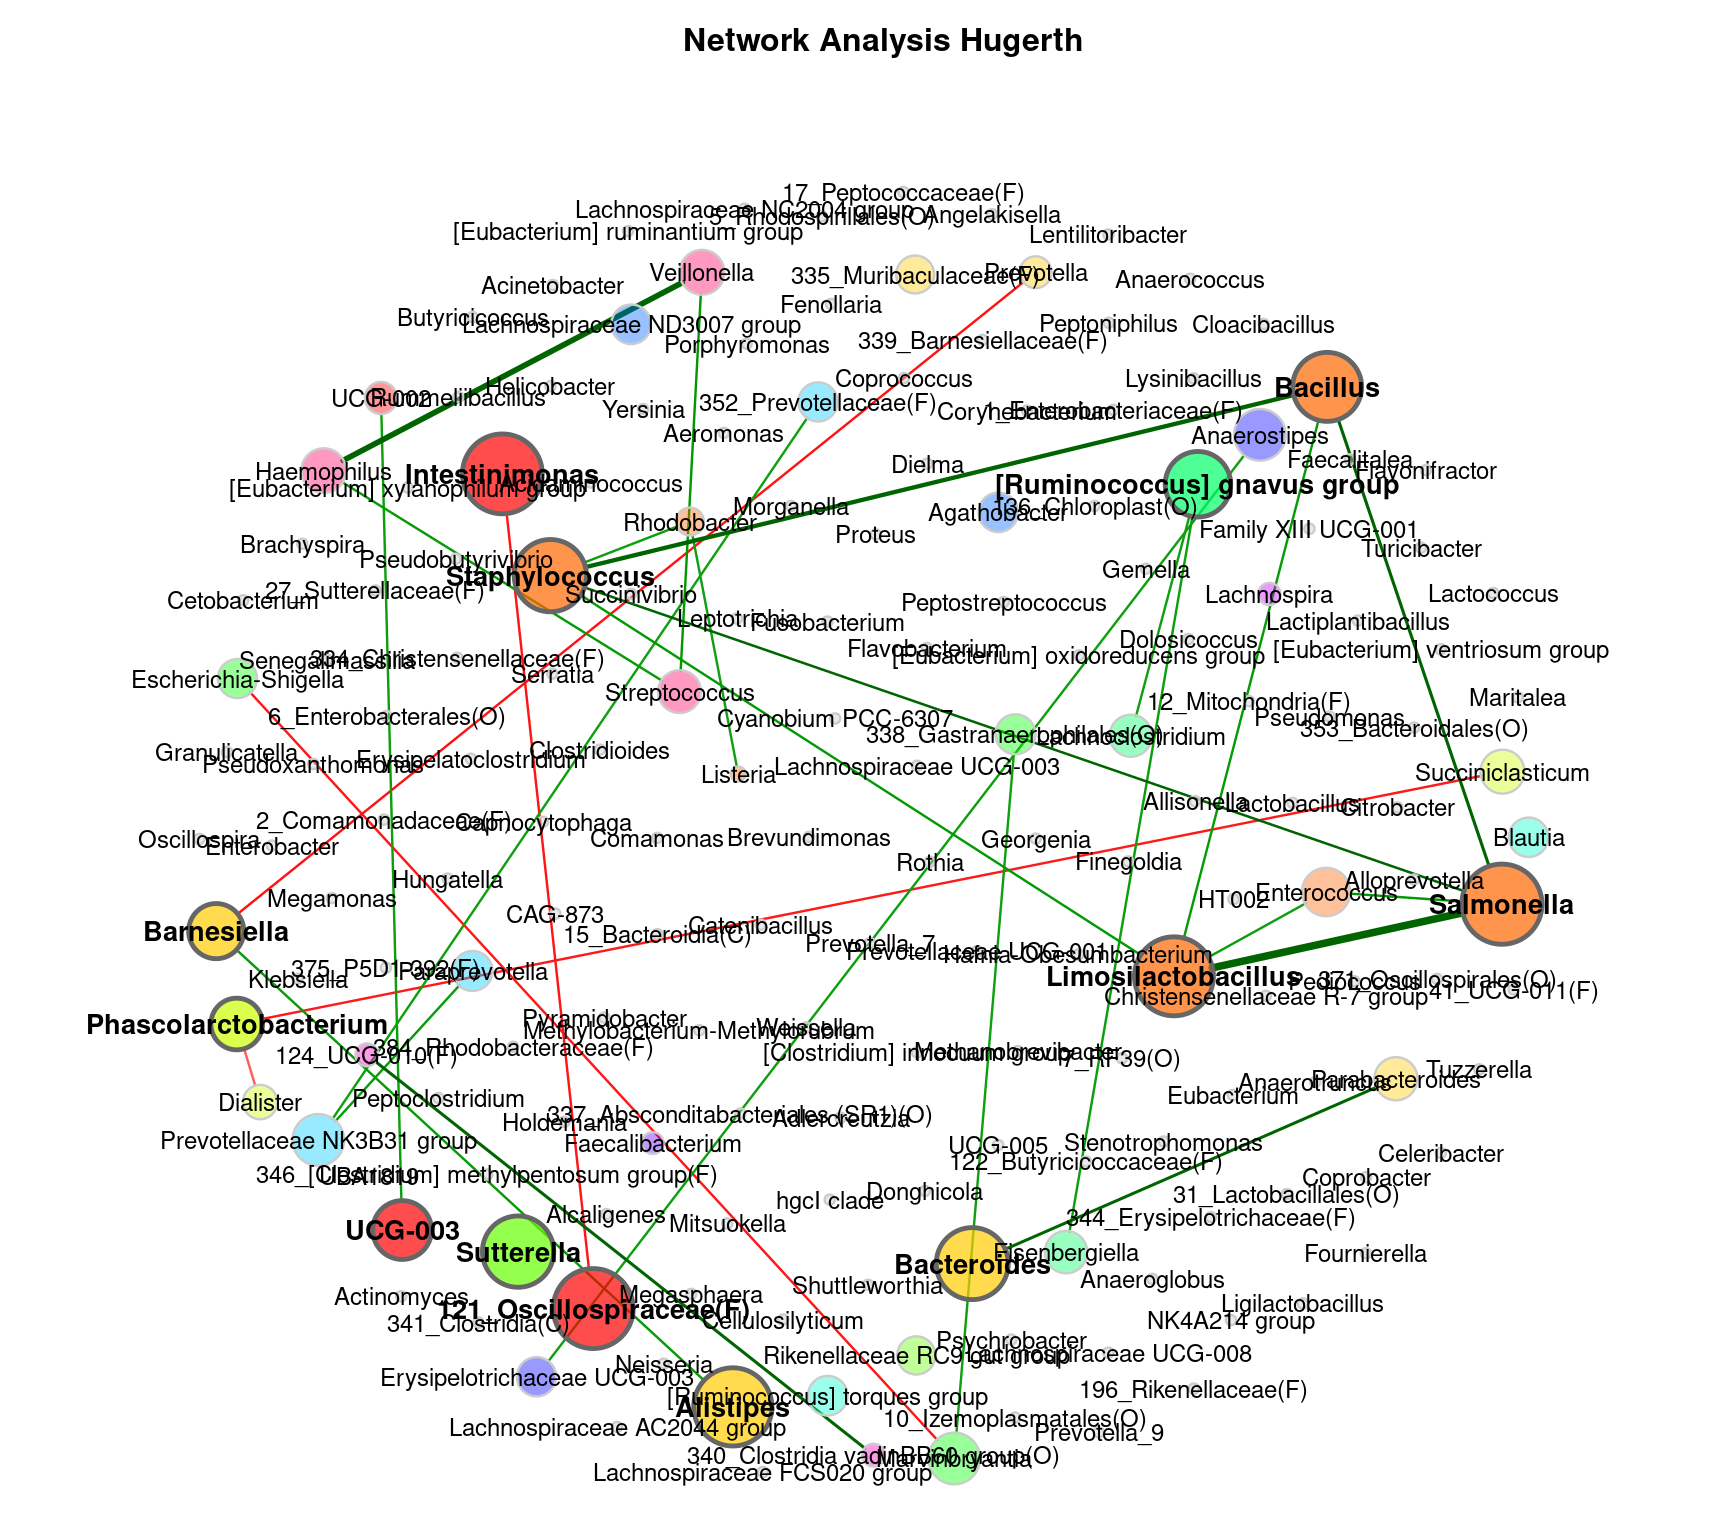 Network Analysis Hugerth
17_Peptococcaceae(F)
Lachnospiraceae NC2004 group
5_Rhodospirillales(O)
Angelakisella
[Eubacterium] ruminantium group
Lentilitoribacter
Veillonella
335_Muribaculaceae(F)
Prevotella
Anaerococcus
Acinetobacter
Fenollaria
Butyricicoccus
Lachnospiraceae ND3007 group
Peptoniphilus
Cloacibacillus
Porphyromonas
339_Barnesiellaceae(F)
Coprococcus
Lysinibacillus
Bacillus
Helicobacter
UCG-002
Rummeliibacillus
Yersinia
352_Prevotellaceae(F)
Corynebacterium
1_Enterobacteriaceae(F)
Aeromonas
Anaerostipes
Dielma
Faecalitalea
Flavonifractor
Haemophilus
Intestinimonas
[Eubacterium] xylanophilum group
Acidaminococcus
[Ruminococcus] gnavus group
Morganella
Agathobacter
136_Chloroplast(O)
Rhodobacter
Proteus
Family XIII UCG-001
Brachyspira
Turicibacter
Pseudobutyrivibrio
Staphylococcus
Gemella
27_Sutterellaceae(F)
Succinivibrio
Cetobacterium
Peptostreptococcus
Lachnospira
Lactococcus
Leptotrichia
Fusobacterium
Lactiplantibacillus
Dolosicoccus
Flavobacterium
[Eubacterium] oxidoreducens group
[Eubacterium] ventriosum group
Senegalimassilia
334_Christensenellaceae(F)
Serratia
Escherichia-Shigella
Streptococcus
12_Mitochondria(F)
Maritalea
6_Enterobacterales(O)
Cyanobium PCC-6307
Pseudomonas
353_Bacteroidales(O)
338_Gastranaerophilales(O)
Lachnoclostridium
Granulicatella
Clostridioides
Pseudoxanthomonas
Erysipelatoclostridium
Listeria
Lachnospiraceae UCG-003
Succiniclasticum
Allisonella
Lactobacillus
Citrobacter
2_Comamonadaceae(F)
Capnocytophaga
Oscillospira
Enterobacter
Comamonas
Brevundimonas
Georgenia
Blautia
Rothia
Finegoldia
Hungatella
Alloprevotella
Megamonas
HT002
Enterococcus
Salmonella
CAG-873
Catenibacillus
Barnesiella
15_Bacteroidia(C)
Prevotella_7
Prevotellaceae UCG-001
Hafnia-Obesumbacterium
375_P5D1-392(F)
Paraprevotella
Klebsiella
Limosilactobacillus
Pediococcus
371_Oscillospirales(O)
41_UCG-011(F)
Christensenellaceae R-7 group
Phascolarctobacterium
Pyramidobacter
Methylobacterium-Methylorubrum
Weissella
124_UCG-010(F)
384_Rhodobacteraceae(F)
[Clostridium] innocuum group
Methanobrevibacter
7_RF39(O)
Tuzzerella
Parabacteroides
Anaerotruncus
Eubacterium
Dialister
Peptoclostridium
Holdemania
337_Absconditabacteriales (SR1)(O)
Adlercreutzia
Prevotellaceae NK3B31 group
Faecalibacterium
UCG-005
Stenotrophomonas
Celeribacter
122_Butyricicoccaceae(F)
346_[Clostridium] methylpentosum group(F)
UBA1819
Coprobacter
hgcI clade
Donghicola
31_Lactobacillales(O)
Alcaligenes
Mitsuokella
344_Erysipelotrichaceae(F)
UCG-003
Sutterella
Eisenbergiella
Fournierella
Bacteroides
Anaeroglobus
Shuttleworthia
Actinomyces
Megasphaera
121_Oscillospiraceae(F)
Ligilactobacillus
341_Clostridia(C)
Cellulosilyticum
NK4A214 group
Psychrobacter
Rikenellaceae RC9 gut group
Lachnospiraceae UCG-008
Neisseria
Erysipelotrichaceae UCG-003
196_Rikenellaceae(F)
[Ruminococcus] torques group
Alistipes
10_Izemoplasmatales(O)
Lachnospiraceae AC2044 group
Prevotella_9
340_Clostridia vadinBB60 group(O)
Marvinbryantia
Lachnospiraceae FCS020 group